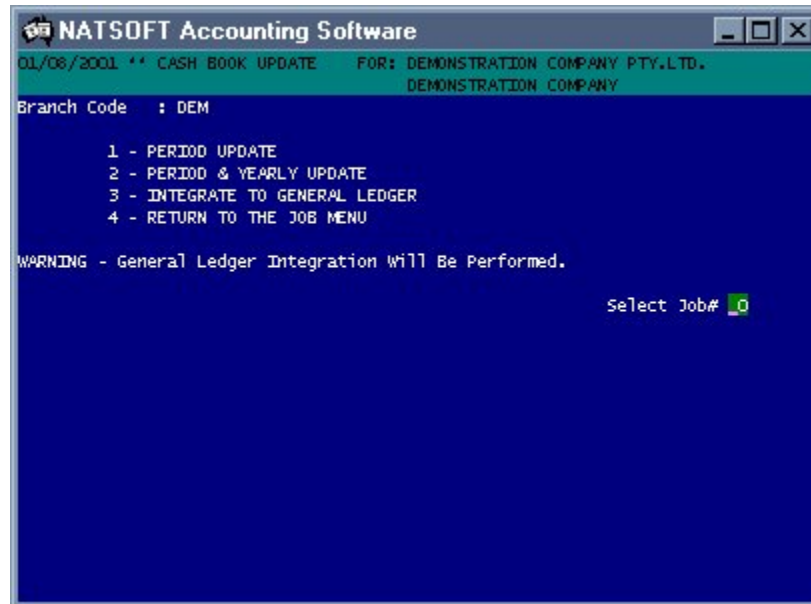 NATSOFT Accounting Software
01/08/2001 ** CASH BOOK UPDATE FOR: DEMONSTRATION COMPANY PTY.LTD.
DEMONSTRATION COMPANY
Branch Code : DEM
1 - PERIOD UPDATE
2 - PERIOD & YEARLY UPDATE
3 - INTEGRATE TO GENERAL LEDGER
4 - RETURN TO THE JOB MENU
WARNING - General Ledger Integration Will Be Performed.
Select Job# _0